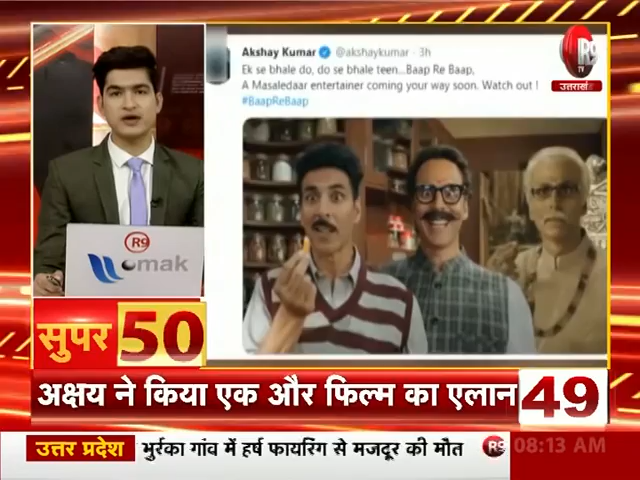 Akshay Kumar @akshaykumar · 3h
Ek se bhale do, do se bhale teen...Baap Re Baap,
A Masaledaar entertainer coming your way soon. Watch out !
#BaapReBaap
R9
TV
उत्तराखंड
R9
omak
सुपर 50
अक्षय ने किया एक और फिल्म का एलान 49
उत्तर प्रदेश भुर्रका गांव में हर्ष फायरिंग से मजदूर की मौत R9 08:13 AM